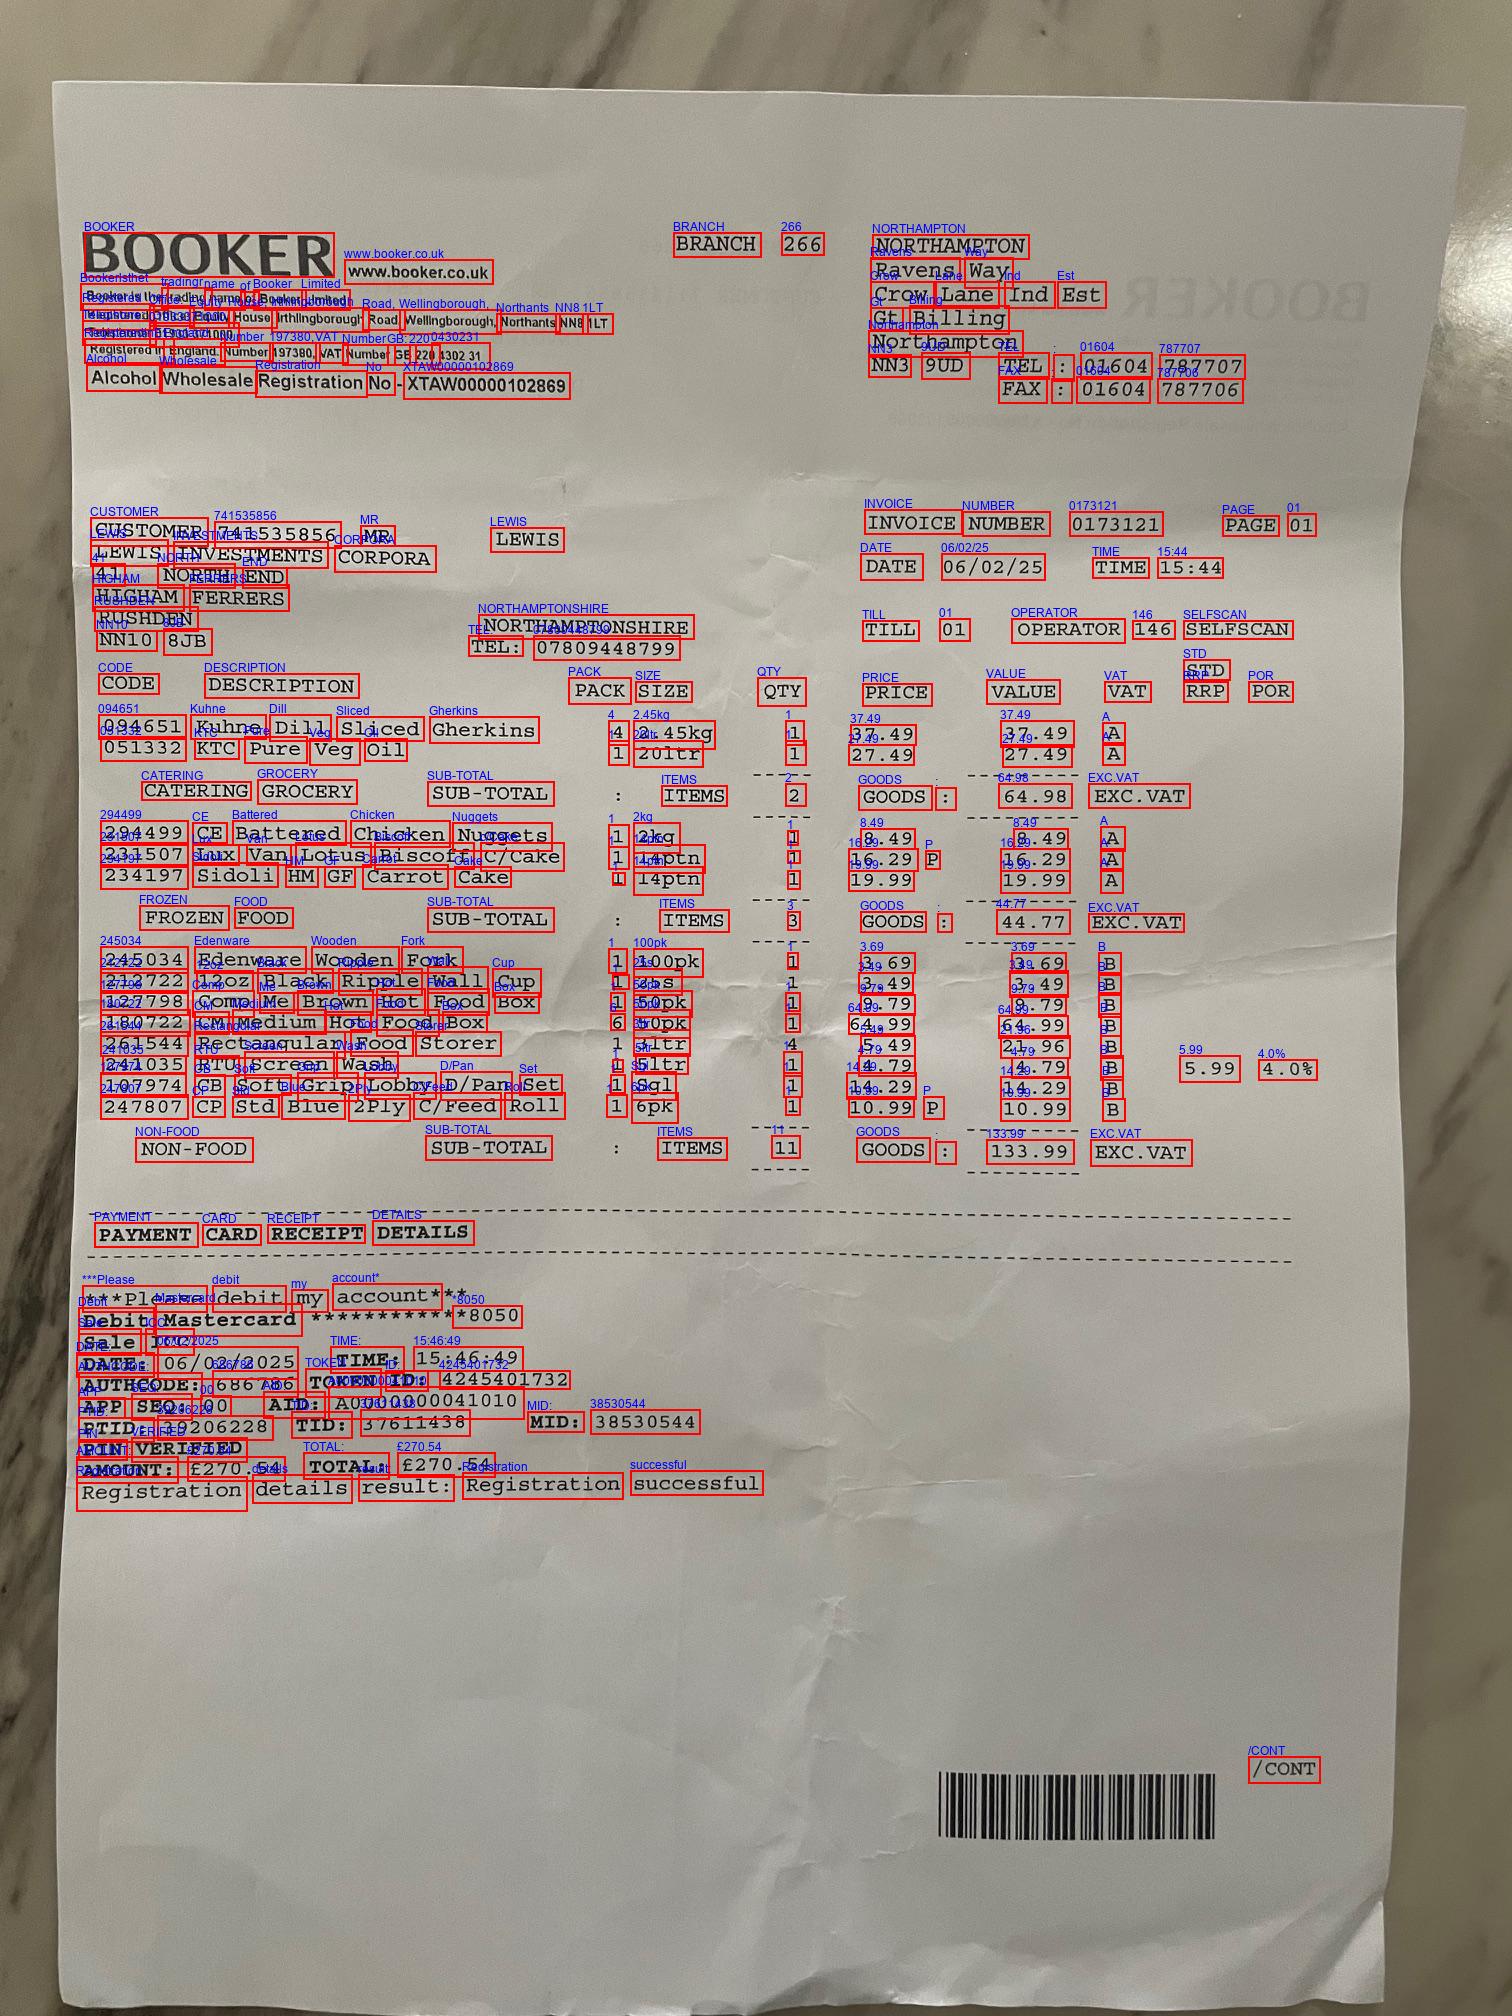 BOOKER www.booker.co.uk BRANCH 266 NORTHAMPTON
Booker is the trading name of Booker Limited Ravens Way
Registered office: Equity House, Irthlingborough Road, Wellingborough, Northants NN8 1LT Crow Lane Ind Est
Telephone: Gt Billing
Registered in England. Number 197380, VAT Number GB 220 4302 31 Northampton
Alcohol Wholesale Registration No - XTAW00000102869 NN3 9UD TEL : 01604 787707
FAX : 01604 787706
CUSTOMER 741535856 MR LEWIS INVOICE NUMBER 0173121 PAGE 01
LEWIS INVESTMENTS CORPORA DATE 06/02/25 TIME 15:44
41 NORTH END
HIGHAM FERRERS
RUSHDEN NORTHAMPTONSHIRE TILL 01 OPERATOR 146 SELFSCAN
NN10 8JB TEL: 07809448799
STD
CODE DESCRIPTION PACK SIZE QTY PRICE VALUE VAT RRP POR
094651 Kuhne Dill Sliced Gherkins 4 2.45kg 1 37.49 37.49 A
051332 KTC Pure Veg Oil 1 20ltr 1 27.49 27.49 A
CATERING GROCERY SUB-TOTAL : ITEMS 2 GOODS : 64.98 EXC.VAT
294499 CE Battered Chicken Nuggets 1 2kg 1 8.49 8.49 A
231507 Lux Van Lotus Biscoff C/Cake 1 14ptn 1 16.29 P 16.29 A
234197 Sidoli HM GF Carrot Cake 1 14ptn 1 19.99 19.99 A
FROZEN FOOD SUB-TOTAL : ITEMS 3 GOODS : 44.77 EXC.VAT
245034 Edenware Wooden Fork 1 100pk 1 3.69 3.69 B
212722 12oz Black Ripple Wall Cup 1 25s 1 3.49 3.49 B
127798 Comp Me Brown Hot Food Box 1 50pk 1 9.79 9.79 B
180722 CM Medium Hot Food Box 6 50pk 1 64.99 64.99 B
261544 Rectangular Food Storer 1 3ltr 4 5.49 21.96 B
241035 RTU Screen Wash 1 5ltr 1 4.79 4.79 B 5.99 4.0%
107974 CB Soft Grip Lobby D/Pan Set 1 Sgl 1 14.29 14.29 B
247807 CP Std Blue 2Ply C/Feed Roll 1 6pk 1 10.99 P 10.99 B
NON-FOOD SUB-TOTAL : ITEMS 11 GOODS : 133.99 EXC.VAT
PAYMENT CARD RECEIPT DETAILS
***Please debit my account***
Debit Mastercard ************8050
Sale ICC
DATE: 06/02/2025 TIME: 15:46:49
AUTHCODE: 686786 TOKEN ID: 4245401732
APP SEQ: 00 AID: A0000000041010
PTID: 39206228 TID: 37611438 MID: 38530544
PIN VERIFIED
AMOUNT: £270.54 TOTAL: £270.54
Registration details result: Registration successful
/CONT